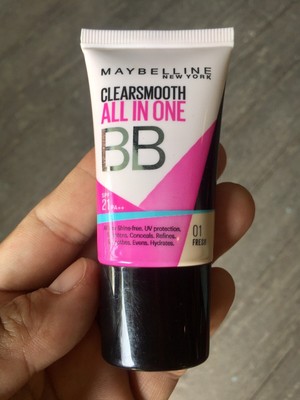 MAYBELLINE
NEW YORK
CLEARSMOOTH
ALL IN ONE
BB
SPF
21 PA++
Shine-free, UV protection,
Conceals, Refines,
Evens, Hydrates.
01
FRESH